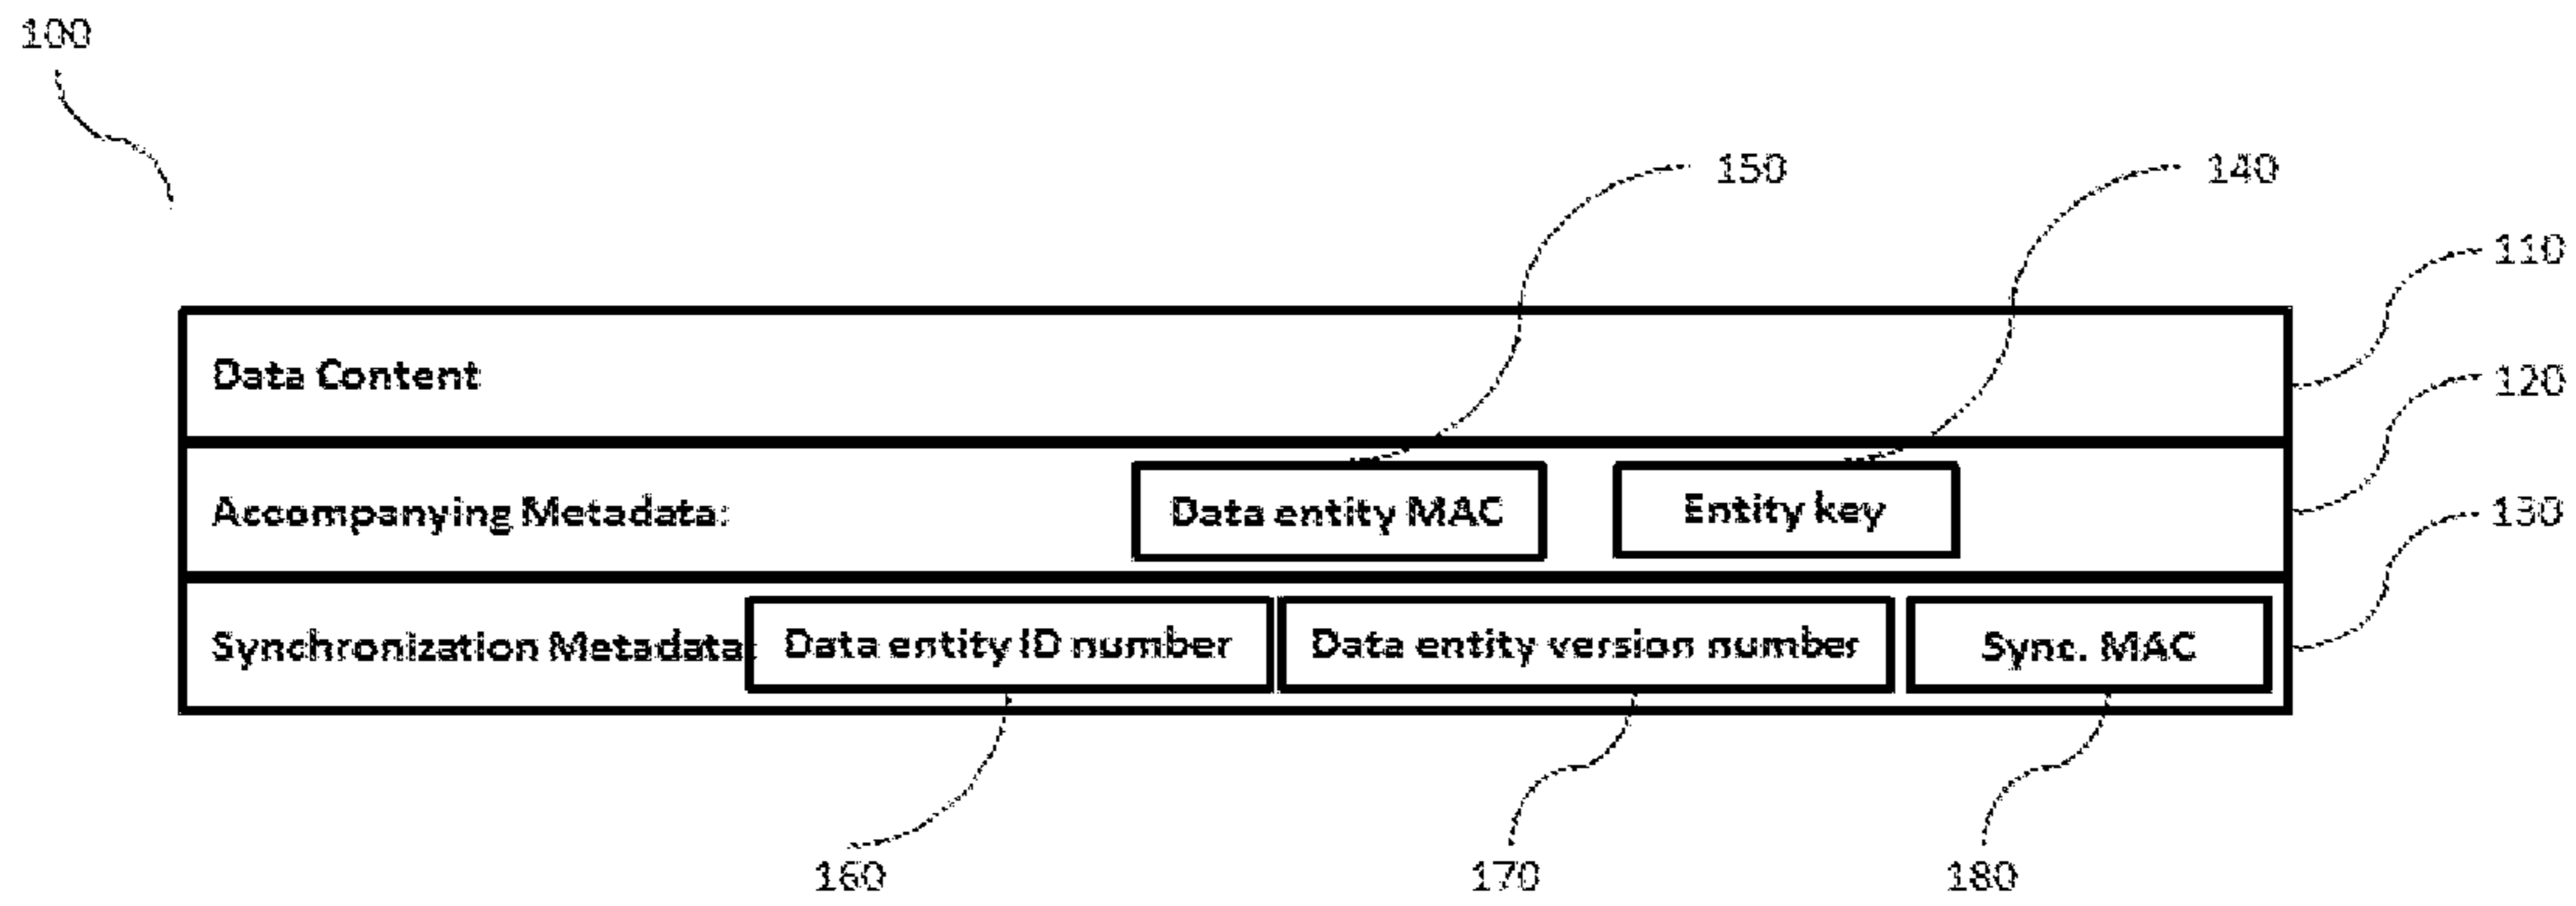 100
150
140
110
Data Content
120
Accompanying Metadata:
Data entity MAC
Entity key
130
Synchronization Metadata:
Data entity ID number
Data entity version number
Sync. MAC
160
170
180